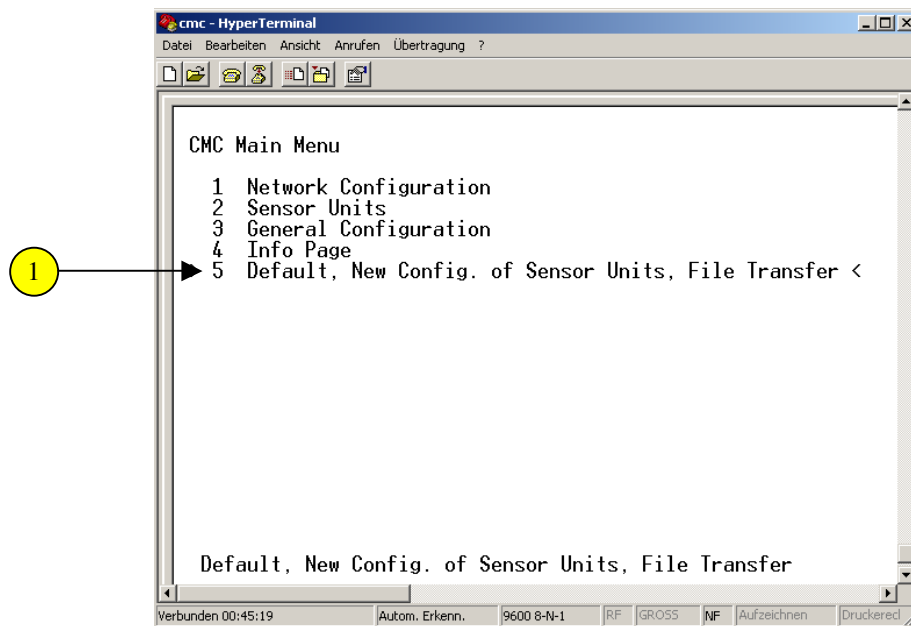 cmc - HyperTerminal
Datei Bearbeiten Ansicht Anrufen Übertragung ?
CMC Main Menu
1 Network Configuration
2 Sensor Units
3 General Configuration
4 Info Page
1
5 Default, New Config. of Sensor Units, File Transfer <
Default, New Config. of Sensor Units, File Transfer
Verbunden 00:45:19 Autom. Erkenn. 9600 8-N-1 RF GROSS NF Aufzeichnen Druckerecl